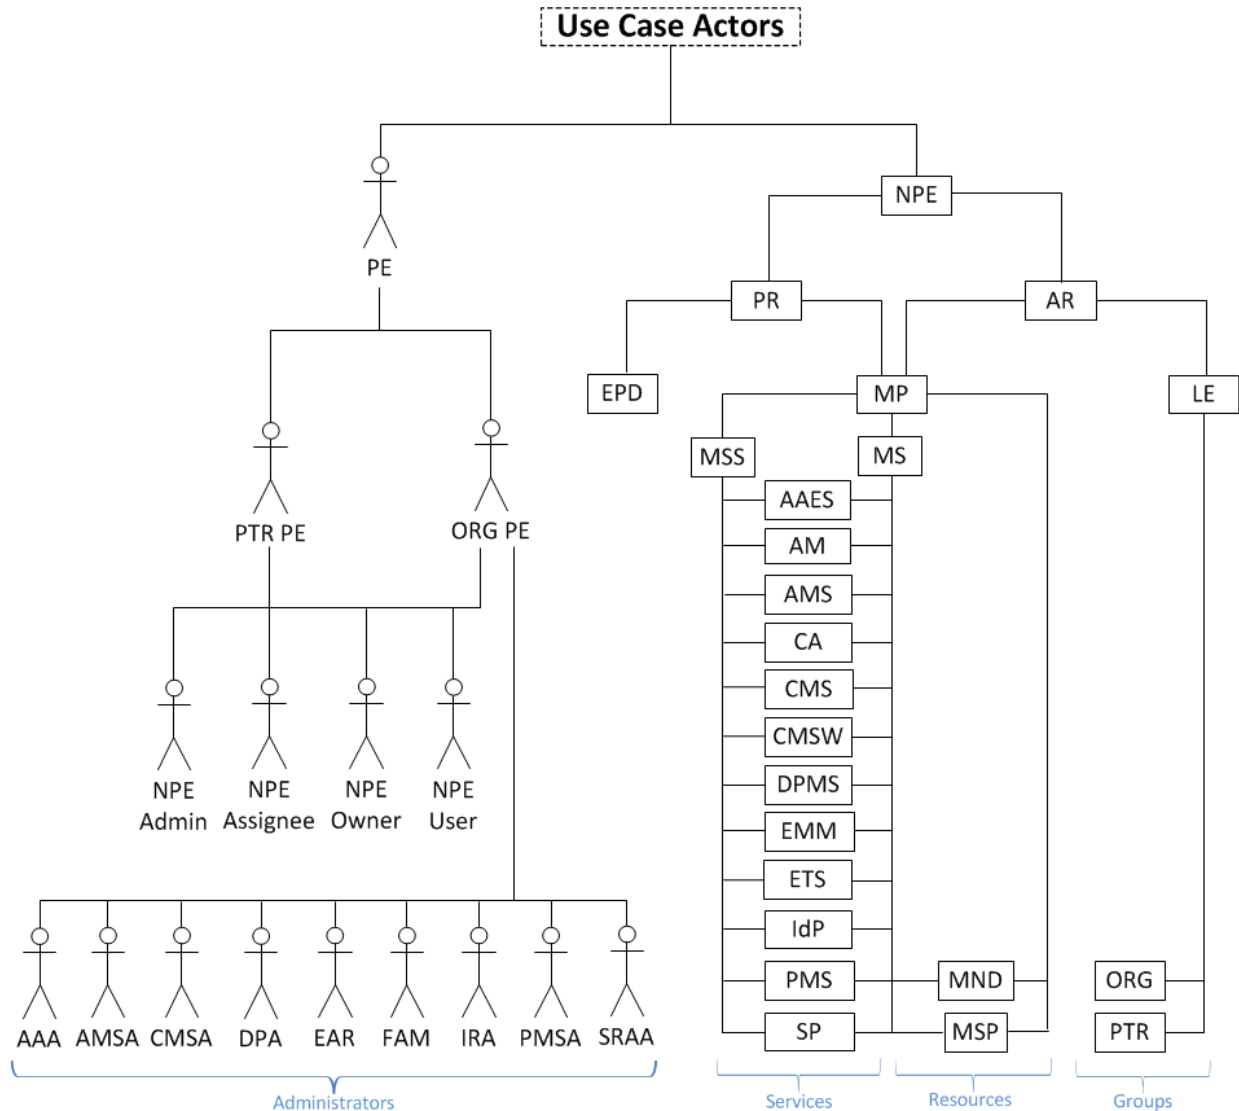 Use Case Actors
NPE
PE
PR
AR
EPD
MP
LE
MSS
MS
PTR PE
ORG PE
AAES
AM
AMS
CA
CMS
CMSW
DPMS
EMM
ETS
IdP
PMS
MND
ORG
SP
MSP
PTR
NPE
Admin
NPE
Assignee
NPE
Owner
NPE
User
AAA
AMSA
CMSA
DPA
EAR
FAM
IRA
PMSA
SRAA
Administrators
Services
Resources
Groups